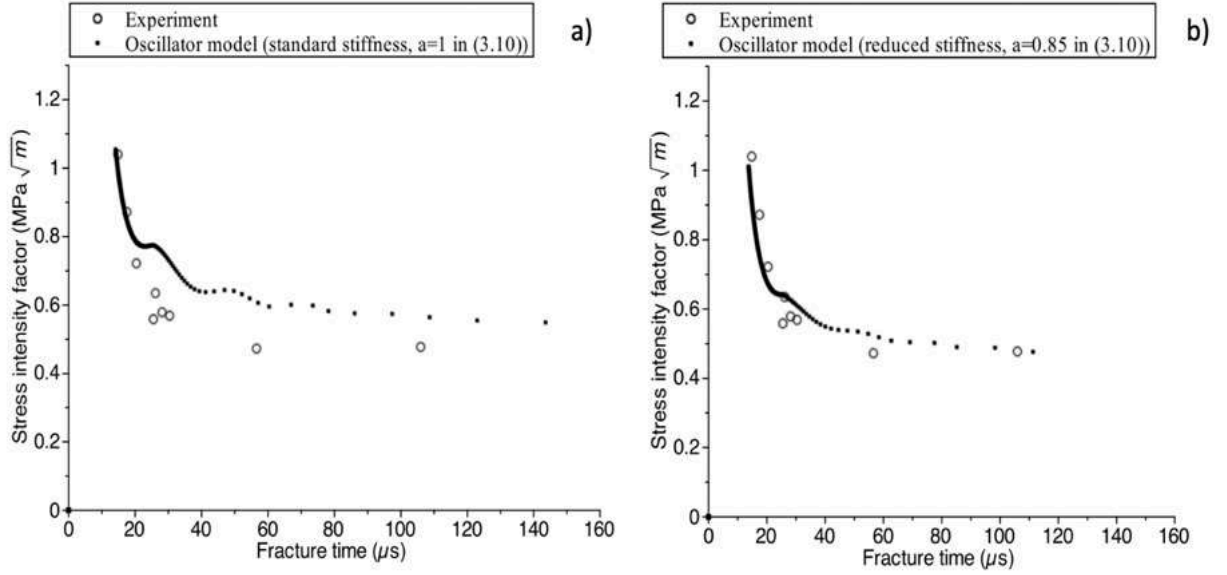 Experiment
Oscillator model (standard stiffness, a=1 in (3.10))
a)
Stress intensity factor (MPa √m)
1.2
1
0.8
0.6
0.4
0.2
0
0 20 40 60 80 100 120 140 160
Fracture time (µs)
Experiment
Oscillator model (reduced stiffness, a=0.85 in (3.10))
b)
Stress intensity factor (MPa √m)
1.2
1
0.8
0.6
0.4
0.2
0
0 20 40 60 80 100 120 140 160
Fracture time (µs)